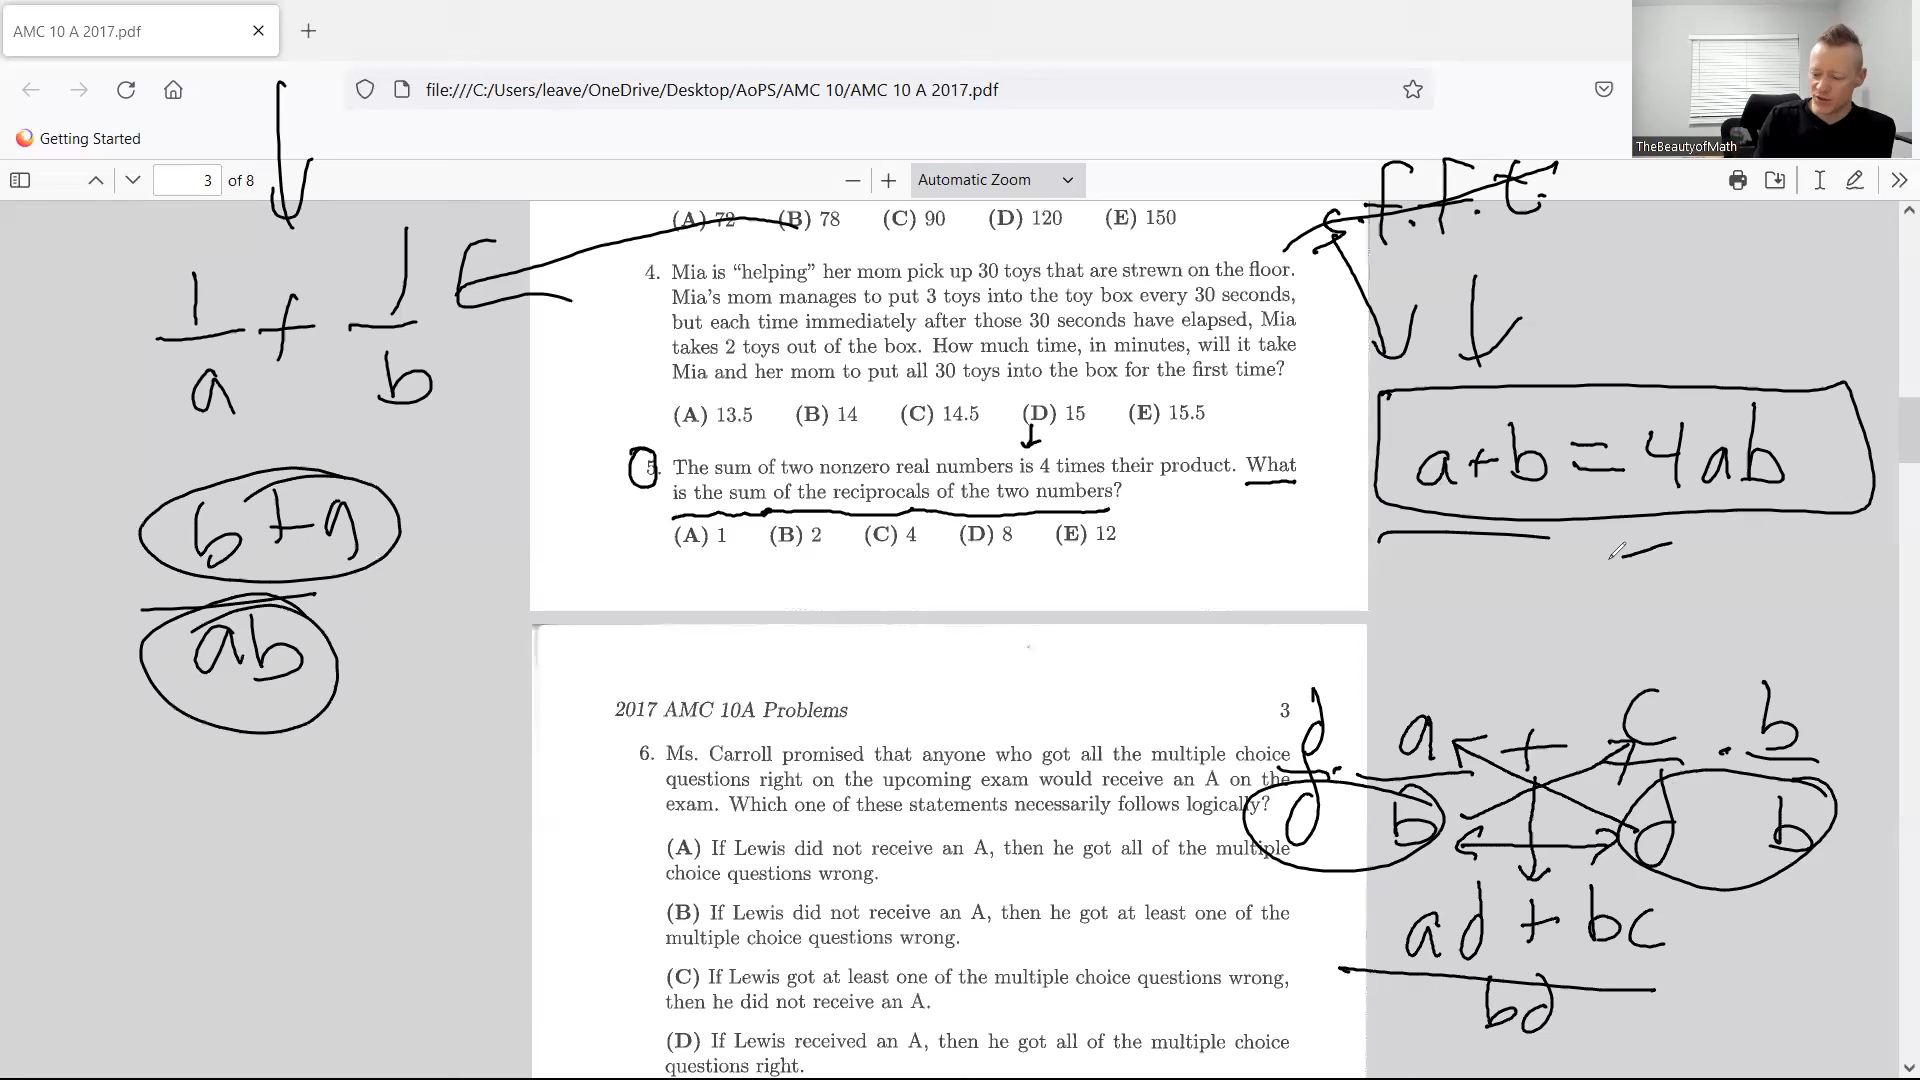 AMC 10 A 2017.pdf
file:///C:/Users/leave/OneDrive/Desktop/AoPS/AMC 10/AMC 10 A 2017.pdf
Getting Started
TheBeautyofMath
3 of 8
Automatic Zoom
f.f.t.
(A) 72 (B) 78 (C) 90 (D) 120 (E) 150
4. Mia is “helping” her mom pick up 30 toys that are strewn on the floor.
Mia’s mom manages to put 3 toys into the toy box every 30 seconds,
but each time immediately after those 30 seconds have elapsed, Mia
takes 2 toys out of the box. How much time, in minutes, will it take
Mia and her mom to put all 30 toys into the box for the first time?
(A) 13.5 (B) 14 (C) 14.5 (D) 15 (E) 15.5
5. The sum of two nonzero real numbers is 4 times their product. What
is the sum of the reciprocals of the two numbers?
(A) 1 (B) 2 (C) 4 (D) 8 (E) 12
1 1
+
a b
b+a
ab
a+b=4ab
2017 AMC 10A Problems 3
6. Ms. Carroll promised that anyone who got all the multiple choice
questions right on the upcoming exam would receive an A on the
exam. Which one of these statements necessarily follows logically?
(A) If Lewis did not receive an A, then he got all of the multiple
choice questions wrong.
(B) If Lewis did not receive an A, then he got at least one of the
multiple choice questions wrong.
(C) If Lewis got at least one of the multiple choice questions wrong,
then he did not receive an A.
(D) If Lewis received an A, then he got all of the multiple choice
questions right.
d · a + c · b
d b d b
ad + bc
bd